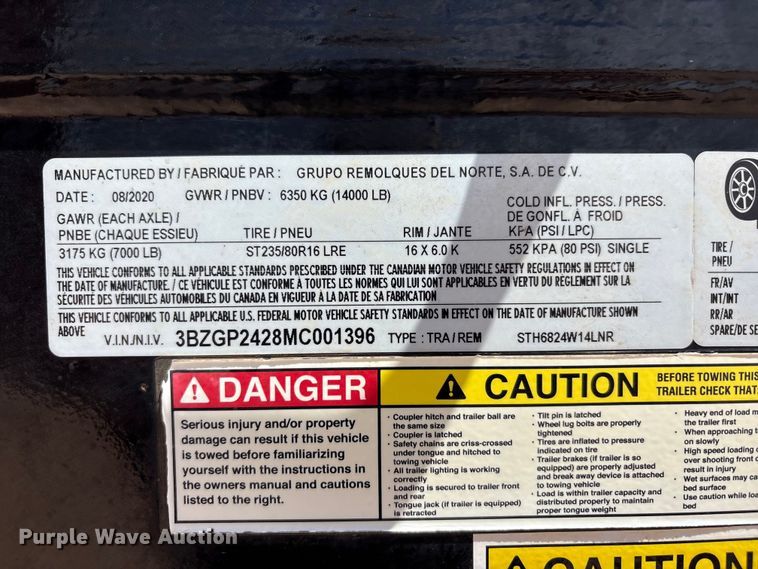 MANUFACTURED BY / FABRIQUÉ PAR : GRUPO REMOLQUES DEL NORTE, S.A. DE C.V.
DATE : 08/2020 GVWR / PNBV : 6350 KG (14000 LB)
COLD INFL. PRESS. / PRESS.
DE GONFL. À FROID
KPA (PSI / LPC)
GAWR (EACH AXLE) /
PNBE (CHAQUE ESSIEU) TIRE / PNEU RIM / JANTE
3175 KG (7000 LB) ST235/80R16 LRE 16 X 6.0 K 552 KPA (80 PSI) SINGLE
THIS VEHICLE CONFORMS TO ALL APPLICABLE STANDARDS PRESCRIBED UNDER THE CANADIAN MOTOR VEHICLE SAFETY REGULATIONS IN EFFECT ON
THE DATE OF MANUFACTURE. / CE VÉHICULE EST CONFORME À TOUTES LES NORMES QUI LUI SONT APPLICABLES EN VERTU DU RÈGLEMENT SUR LA
SÉCURITÉ DES VÉHICULES AUTOMOBILES DU CANADA EN VIGUEUR À LA DATE DE SA FABRICATION
THIS VEHICLE CONFORMS TO ALL APPLICABLE U.S. FEDERAL MOTOR VEHICLE SAFETY STANDARDS IN EFFECT ON THE DATE OF MANUFACTURE SHOWN
ABOVE
V.I.N./N.I.V. 3BZGP2428MC001396 TYPE : TRA / REM STH6824W14LNR
TIRE /
PNEU
FR/AV
INT/INT
RR/AR
SPARE/DE SE
DANGER
Serious injury and/or property
damage can result if this vehicle
is towed before familiarizing
yourself with the instructions in
the owners manual and cautions
listed to the right.
CAUTION
BEFORE TOWING THIS
TRAILER CHECK THAT:
• Coupler hitch and trailer ball are
the same size
• Coupler is latched
• Safety chains are criss-crossed
under tongue and hitched to
towing vehicle
• All trailer lighting is working
correctly
• Loading is secured to trailer front
and rear
• Tongue jack (if trailer is equipped)
is retracted
• Tilt pin is latched
• Wheel lug bolts are properly
tightened
• Tires are inflated to pressure
indicated on tire
• Trailer brakes (if trailer is so
equipped) are properly adjusted
and break away device is attached
to towing vehicle
• Load is within trailer capacity and
distributed properly to maintain
proper tongue weight
• Heavy end of load m
the trailer first
• When approaching t
on slowly
• High speed loading c
over shooting front o
result in injury
• Wet surfaces may ca
bed surface
• Use caution while loa
bed
CAUTION
Purple Wave Auction